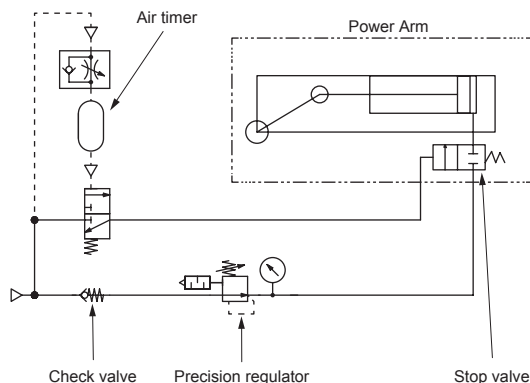 Air timer
Power Arm
Check valve
Precision regulator
Stop valve